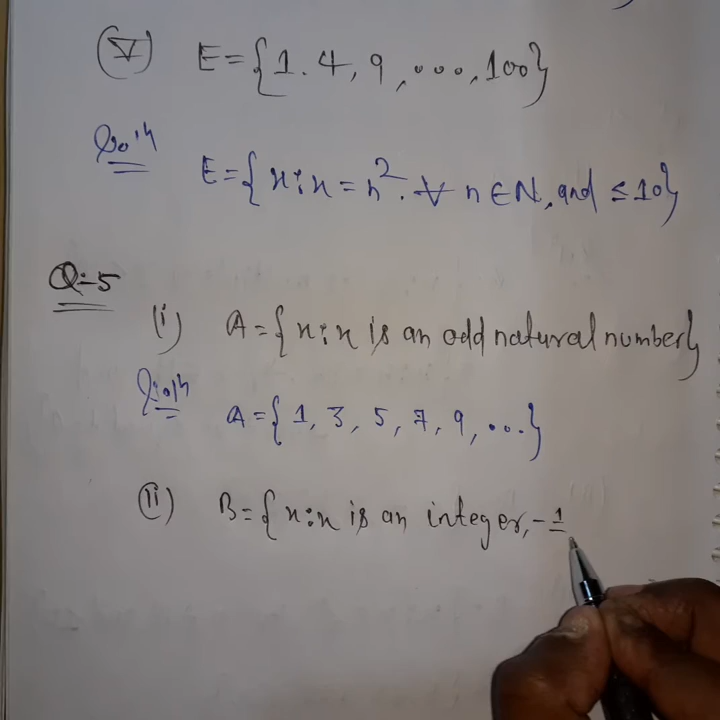 (V) E={1.4,9,...,100}
Sol'n
E={x:x=n². ∀ n∈N, and ≤10}
Q:-5
(i) A={x:x is an odd natural number}
Sol'n
A={1, 3, 5, 7, 9, ...}
(ii) B={x:x is an integer, -1